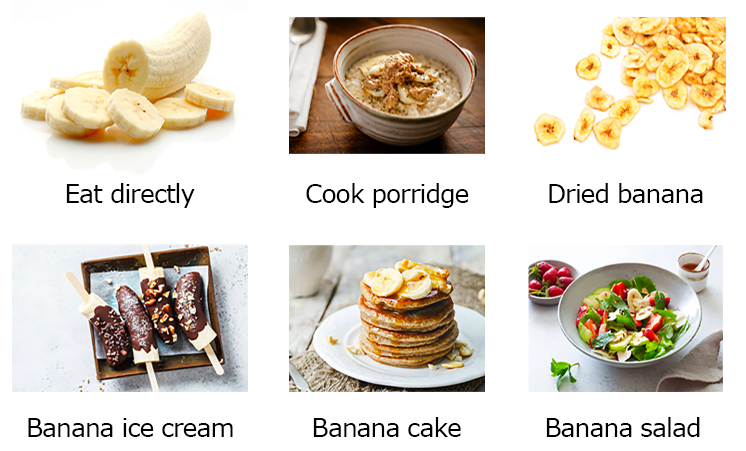 Eat directly
Cook porridge
Dried banana
Banana ice cream
Banana cake
Banana salad